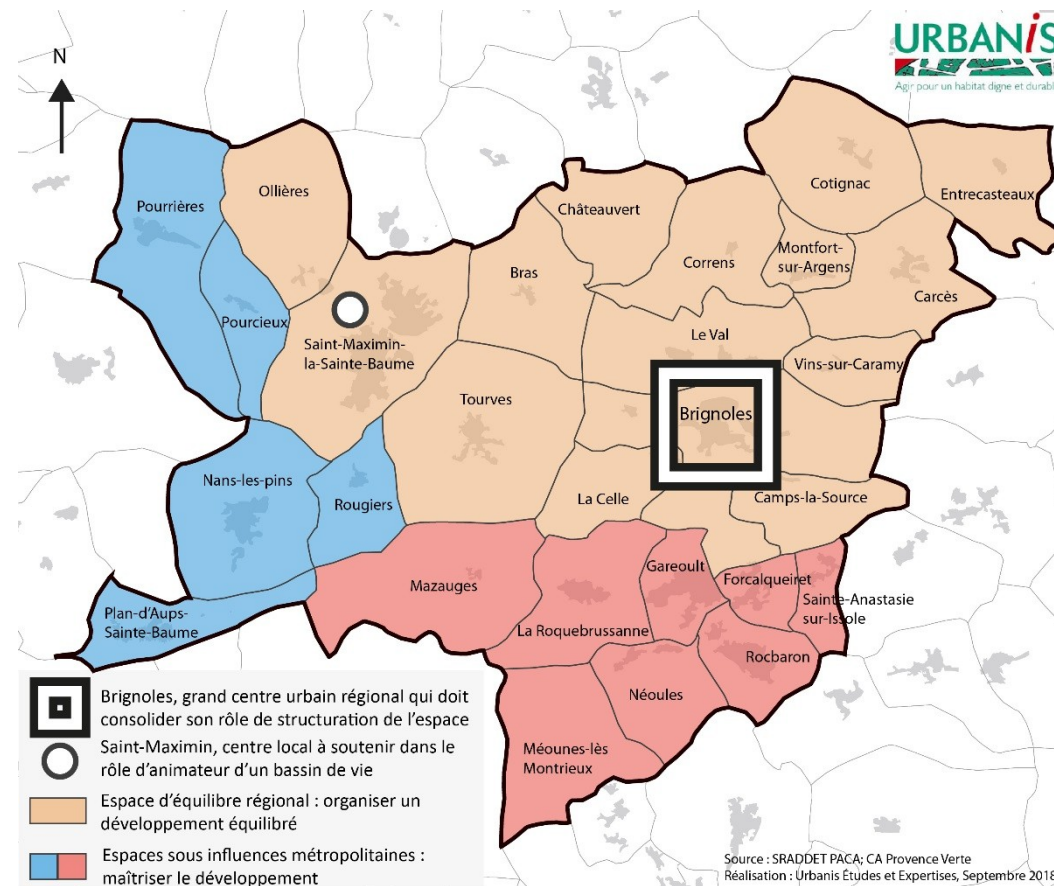 URBANiS
Agir pour un habitat digne et durabl
N
Pourrières
Ollières
Pourcieux
Saint-Maximin-
la-Sainte-Baume
Bras
Châteauvert
Correns
Cotignac
Entrecasteaux
Montfort-
sur-Argens
Carcès
Le Val
Vins-sur-Caramy
Tourves
Brignoles
Nans-les-pins
Rougiers
La Celle
Camps-la-Source
Plan-d'Aups-
Sainte-Baume
Mazauges
La Roquebrussanne
Gareoult
Forcalqueiret
Sainte-Anastasie
sur-Issole
Rocbaron
Néoules
Méounes-lès
Montrieux
Brignoles, grand centre urbain régional qui doit
consolider son rôle de structuration de l'espace
Saint-Maximin, centre local à soutenir dans le
rôle d'animateur d'un bassin de vie
Espace d'équilibre régional : organiser un
développement équilibré
Espaces sous influences métropolitaines :
maîtriser le développement
Source : SRADDET PACA; CA Provence Verte
Réalisation : Urbanis Études et Expertises, Septembre 2018